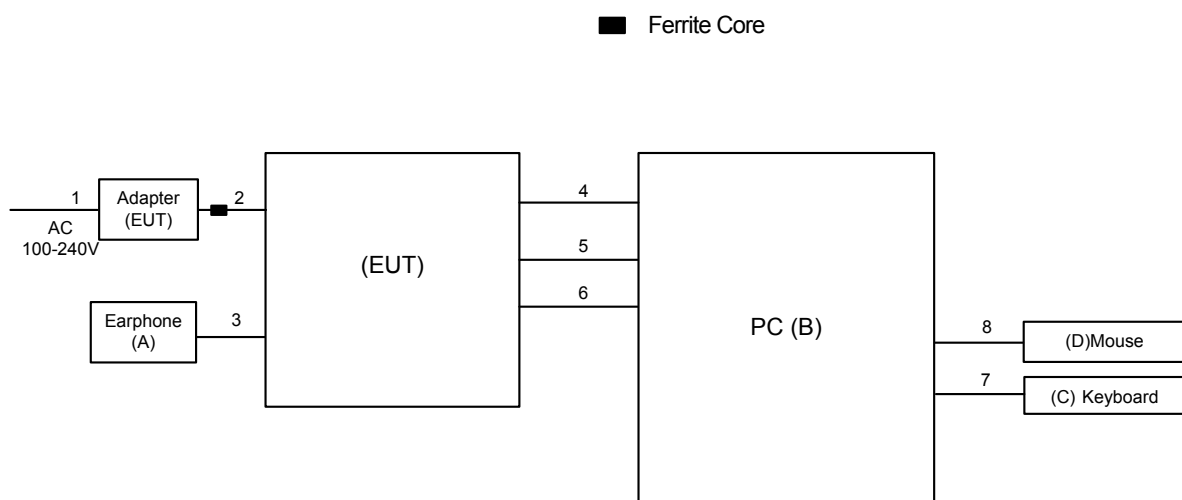 Ferrite Core
1
Adapter
(EUT)
2
AC
100-240V
Earphone
(A)
3
(EUT)
4
5
6
PC (B)
8
(D)Mouse
7
(C) Keyboard